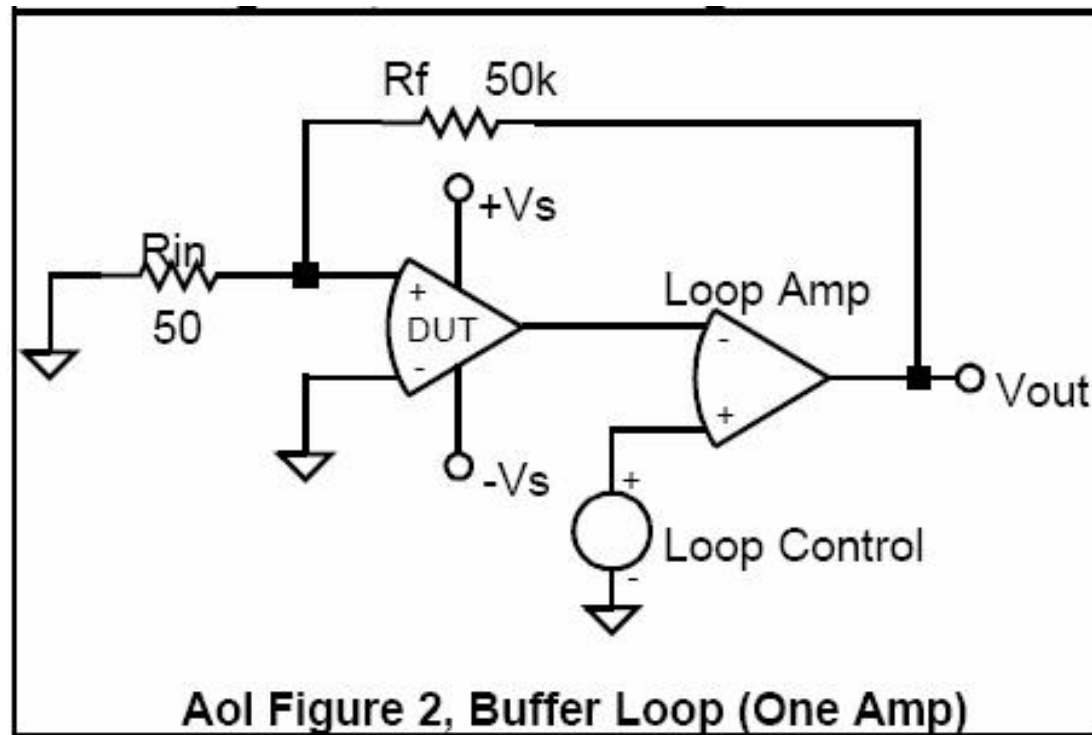 Rf 50k
+Vs
Rin
50
+
DUT
-
-Vs
Loop Amp
-
+
Vout
+
Loop Control
-
Aol Figure 2, Buffer Loop (One Amp)